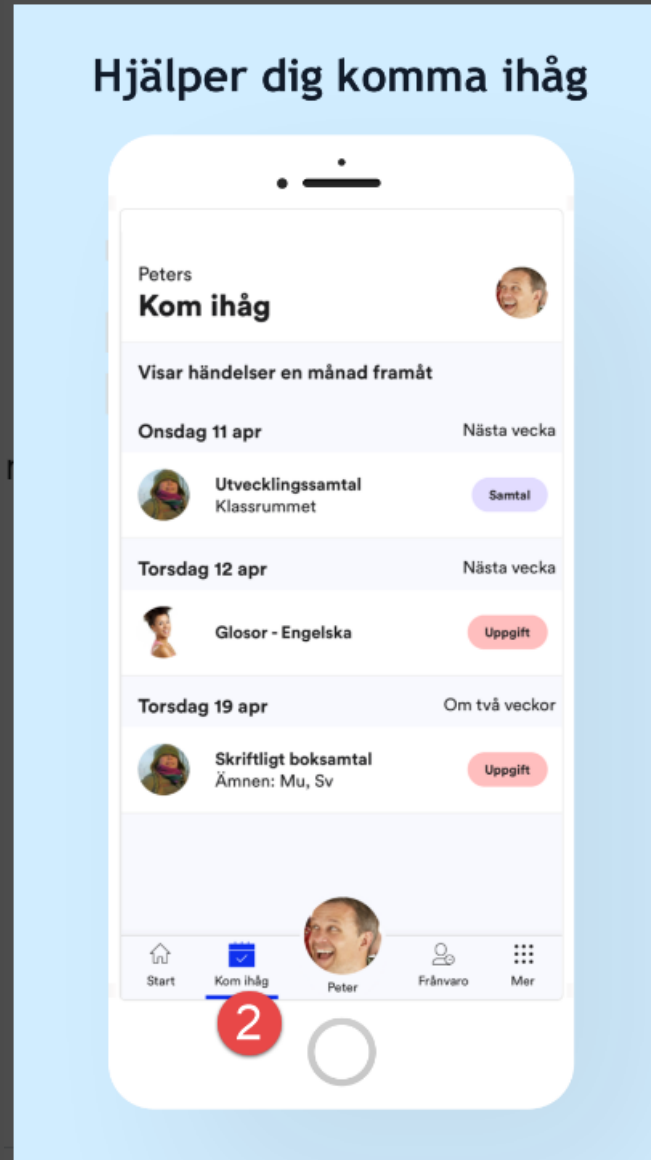 Hjälper dig komma ihåg
Peters
Kom ihåg
Visar händelser en månad framåt
Onsdag 11 apr Nästa vecka
Utvecklingssamtal
Klassrummet
Samtal
Torsdag 12 apr Nästa vecka
Glosor - Engelska
Uppgift
Torsdag 19 apr Om två veckor
Skriftligt boksamtal
Ämnen: Mu, Sv
Uppgift
Start Kom ihåg Peter Frånvaro Mer
2